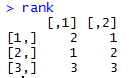 > rank
[,1] [,2]
[1,] 2 1
[2,] 1 2
[3,] 3 3